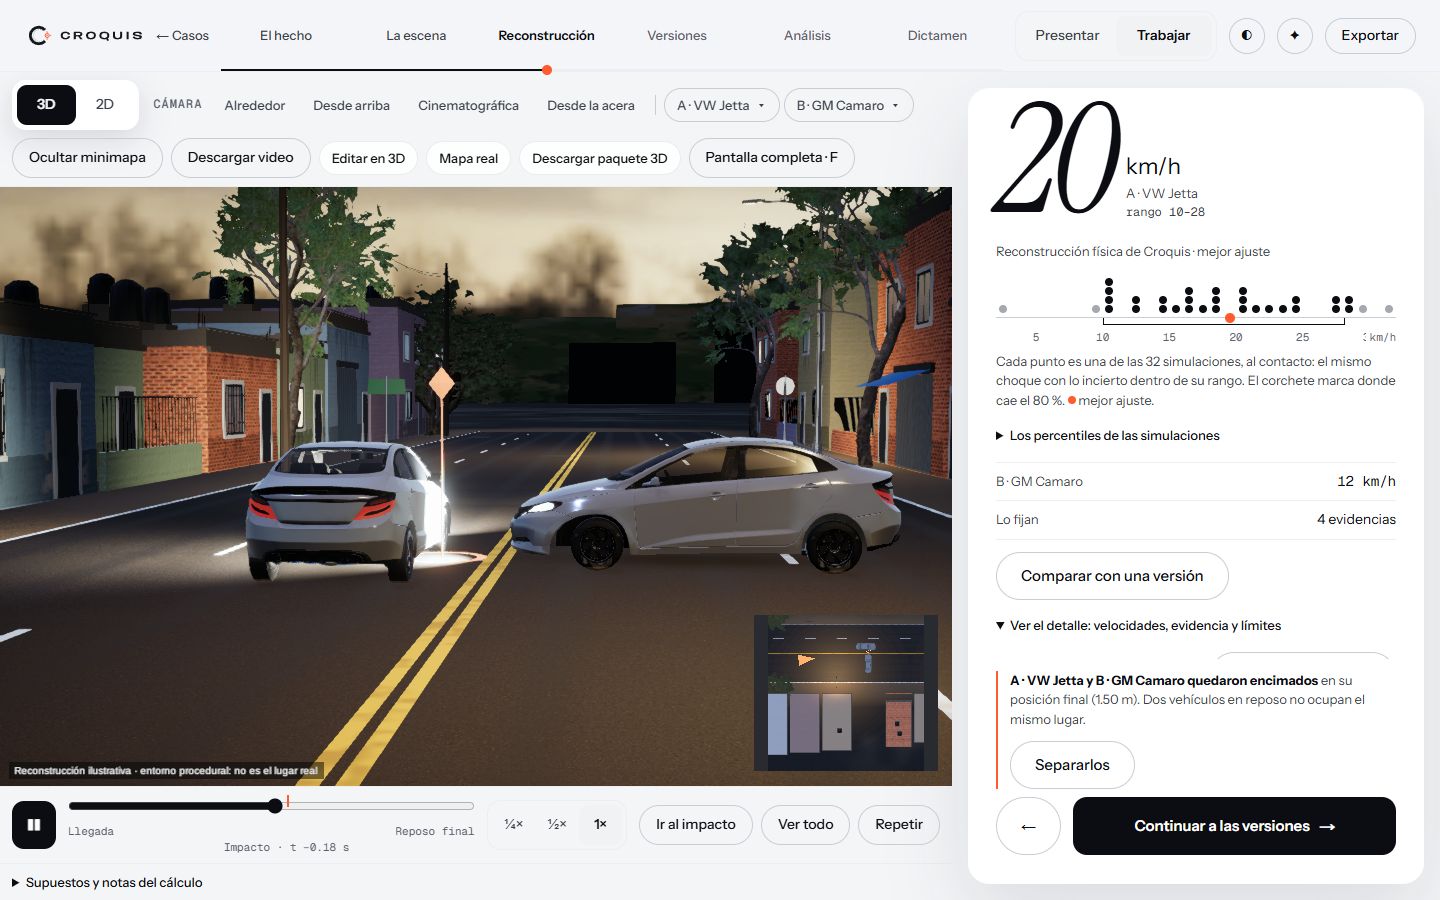 CROQUIS
← Casos
El hecho
La escena
Reconstrucción
Versiones
Análisis
Dictamen
Presentar
Trabajar
Exportar
3D
2D
CÁMARA
Alrededor
Desde arriba
Cinematográfica
Desde la acera
A · VW Jetta
B · GM Camaro
Ocultar minimapa
Descargar video
Editar en 3D
Mapa real
Descargar paquete 3D
Pantalla completa · F
Reconstrucción ilustrativa - entorno procedural: no es el lugar real
Llegada
Reposo final
Impacto · t −0.18 s
¼×
½×
1×
Ir al impacto
Ver todo
Repetir
Supuestos y notas del cálculo
20
km/h
A · VW Jetta
rango 10–28
Reconstrucción física de Croquis · mejor ajuste
5
10
15
20
25
km/h
Cada punto es una de las 32 simulaciones, al contacto: el mismo
choque con lo incierto dentro de su rango. El corchete marca donde
cae el 80 %. mejor ajuste.
Los percentiles de las simulaciones
B · GM Camaro
12 km/h
Lo fijan
4 evidencias
Comparar con una versión
Ver el detalle: velocidades, evidencia y límites
A · VW Jetta y B · GM Camaro quedaron encimados en su
posición final (1.50 m). Dos vehículos en reposo no ocupan el
mismo lugar.
Separarlos
←
Continuar a las versiones →